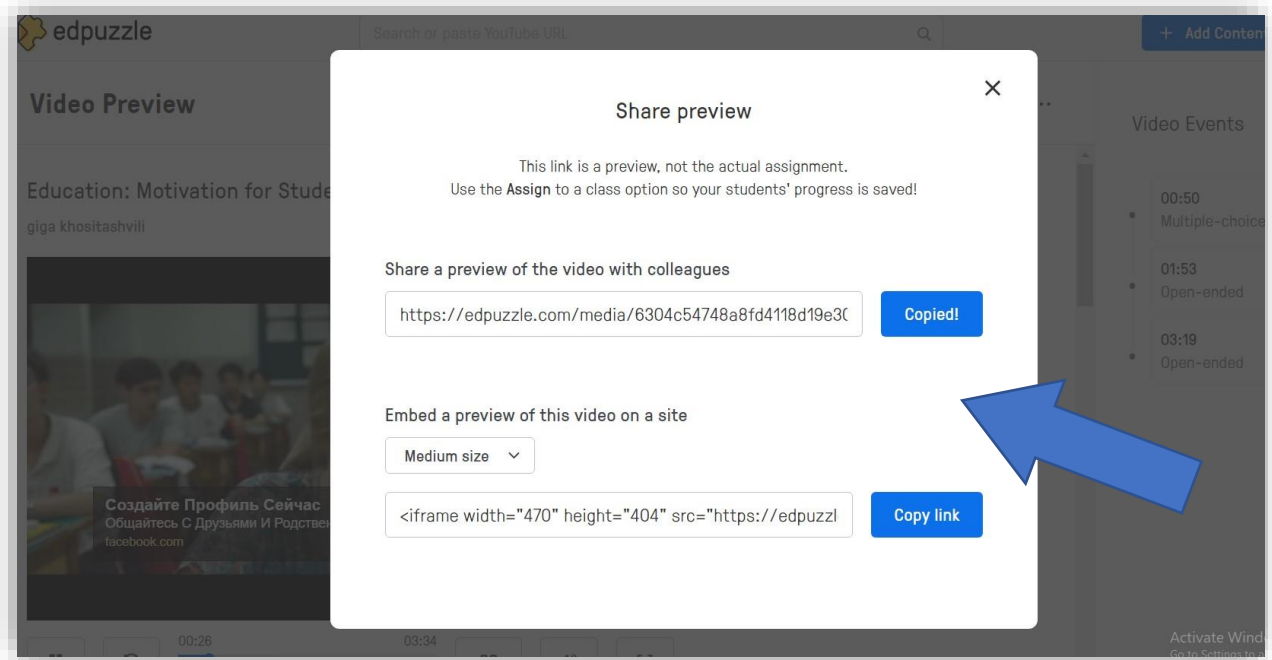 edpuzzle
Search or paste YouTube URL
+ Add
Video Preview
Share preview
This link is a preview, not the actual assignment.
Use the Assign to a class option so your students' progress is saved!
Share a preview of the video with colleagues
https://edpuzzle.com/media/6304c54748a8fd4118d19e3
Copied!
Embed a preview of this video on a site
Medium size
<iframe width="470" height="404" src="https://edpuzzl
Copy link
Education: Motivation for
giga khositashvili
Создайте Профиль Сейчас
Общайтесь С Друзьями И
facebook.com
00:26
03:34
Video Events
00:50
Multiple-choice
01:53
Open-ended
03:19
Open-ended
Activate
Go to Settings to